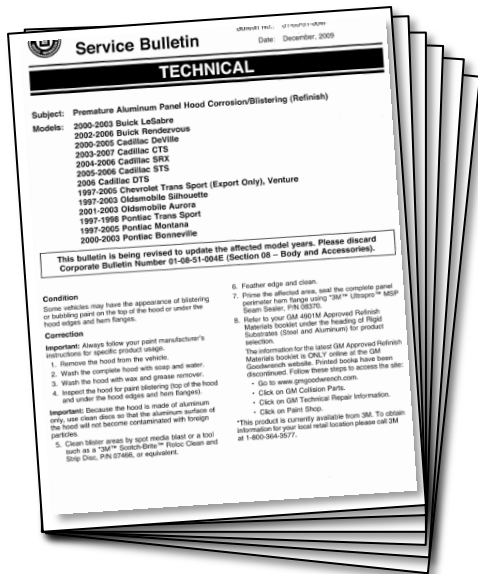 Service Bulletin
Date: December, 2009
TECHNICAL
Subject: Premature Aluminum Panel Hood Corrosion/Blistering (Refinish)
Models: 2000-2003 Buick LeSabre
2002-2006 Buick Rendezvous
2000-2005 Cadillac DeVille
2003-2007 Cadillac CTS
2004-2006 Cadillac SRX
2005-2006 Cadillac STS
2006 Cadillac DTS
1997-2005 Chevrolet Trans Sport (Export Only), Venture
1997-2003 Oldsmobile Silhouette
2001-2003 Oldsmobile Aurora
1997-1998 Pontiac Trans Sport
1997-2005 Pontiac Montana
2000-2003 Pontiac Bonneville
This bulletin is being revised to update the affected model years. Please discard
Corporate Bulletin Number 01-08-51-004E (Section 08 – Body and Accessories).
Condition
Some vehicles may have the appearance of blistering
or bubbling paint on the top of the hood or under the
hood edges and hem flanges.
Correction
Important: Always follow your paint manufacturer's
instructions for specific product usage.
1. Remove the hood from the vehicle.
2. Wash the complete hood with soap and water.
3. Wash the hood with wax and grease remover.
4. Inspect the hood for paint blistering (top of the hood
and under the hood edges and hem flanges).
Important: Because the hood is made of aluminum
only, use clean discs so that the aluminum surface of
the hood will not become contaminated with foreign
particles.
5. Clean blister areas by spot media blast or a tool
such as a "3M™ Scotch-Brite™ Roloc Clean and
Strip Disc, P/N 07466, or equivalent.
6. Feather edge and clean.
7. Prime the affected area, seal the complete panel
perimeter hem flange using *3M™ Ultrapro™ MSP
Seam Sealer, P/N 08370.
8. Refer to your GM 4901M Approved Refinish
Materials booklet under the heading of Rigid
Substrates (Steel and Aluminum) for product
selection.
The information for the latest GM Approved Refinish
Materials booklet is ONLY online at the GM
Goodwrench website. Printed books have been
discontinued. Follow these steps to access the site:
• Go to www.gmgoodwrench.com.
• Click on GM Collision Parts.
• Click on GM Technical Repair Information.
• Click on Paint Shop.
*This product is currently available from 3M. To obtain
information for your local retail location please call 3M
at 1-800-364-3577.